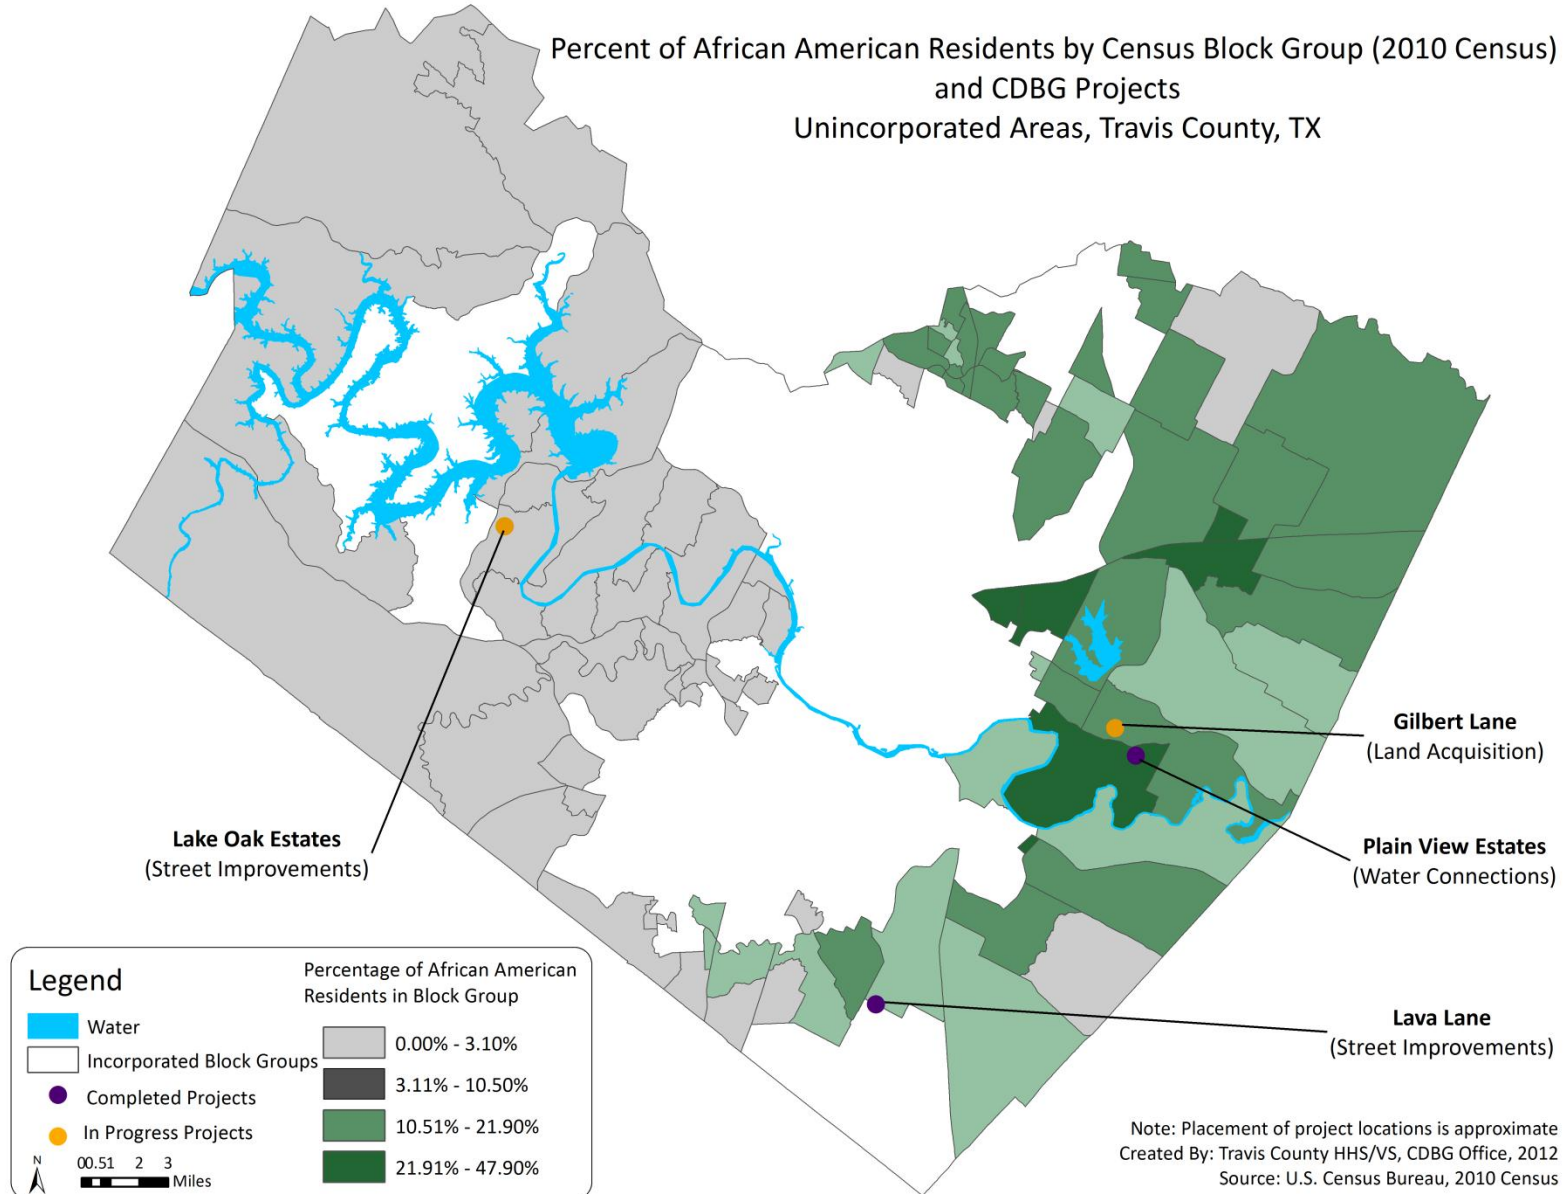 Percent of African American Residents by Census Block Group (2010 Census)
and CDBG Projects
Unincorporated Areas, Travis County, TX
Gilbert Lane
(Land Acquisition)
Lake Oak Estates
(Street Improvements)
Plain View Estates
(Water Connections)
Lava Lane
(Street Improvements)
Legend
Water
Incorporated Block Groups
Completed Projects
In Progress Projects
N
00.51 2 3
Miles
Percentage of African American
Residents in Block Group
0.00% - 3.10%
3.11% - 10.50%
10.51% - 21.90%
21.91% - 47.90%
Note: Placement of project locations is approximate
Created By: Travis County HHS/VS, CDBG Office, 2012
Source: U.S. Census Bureau, 2010 Census